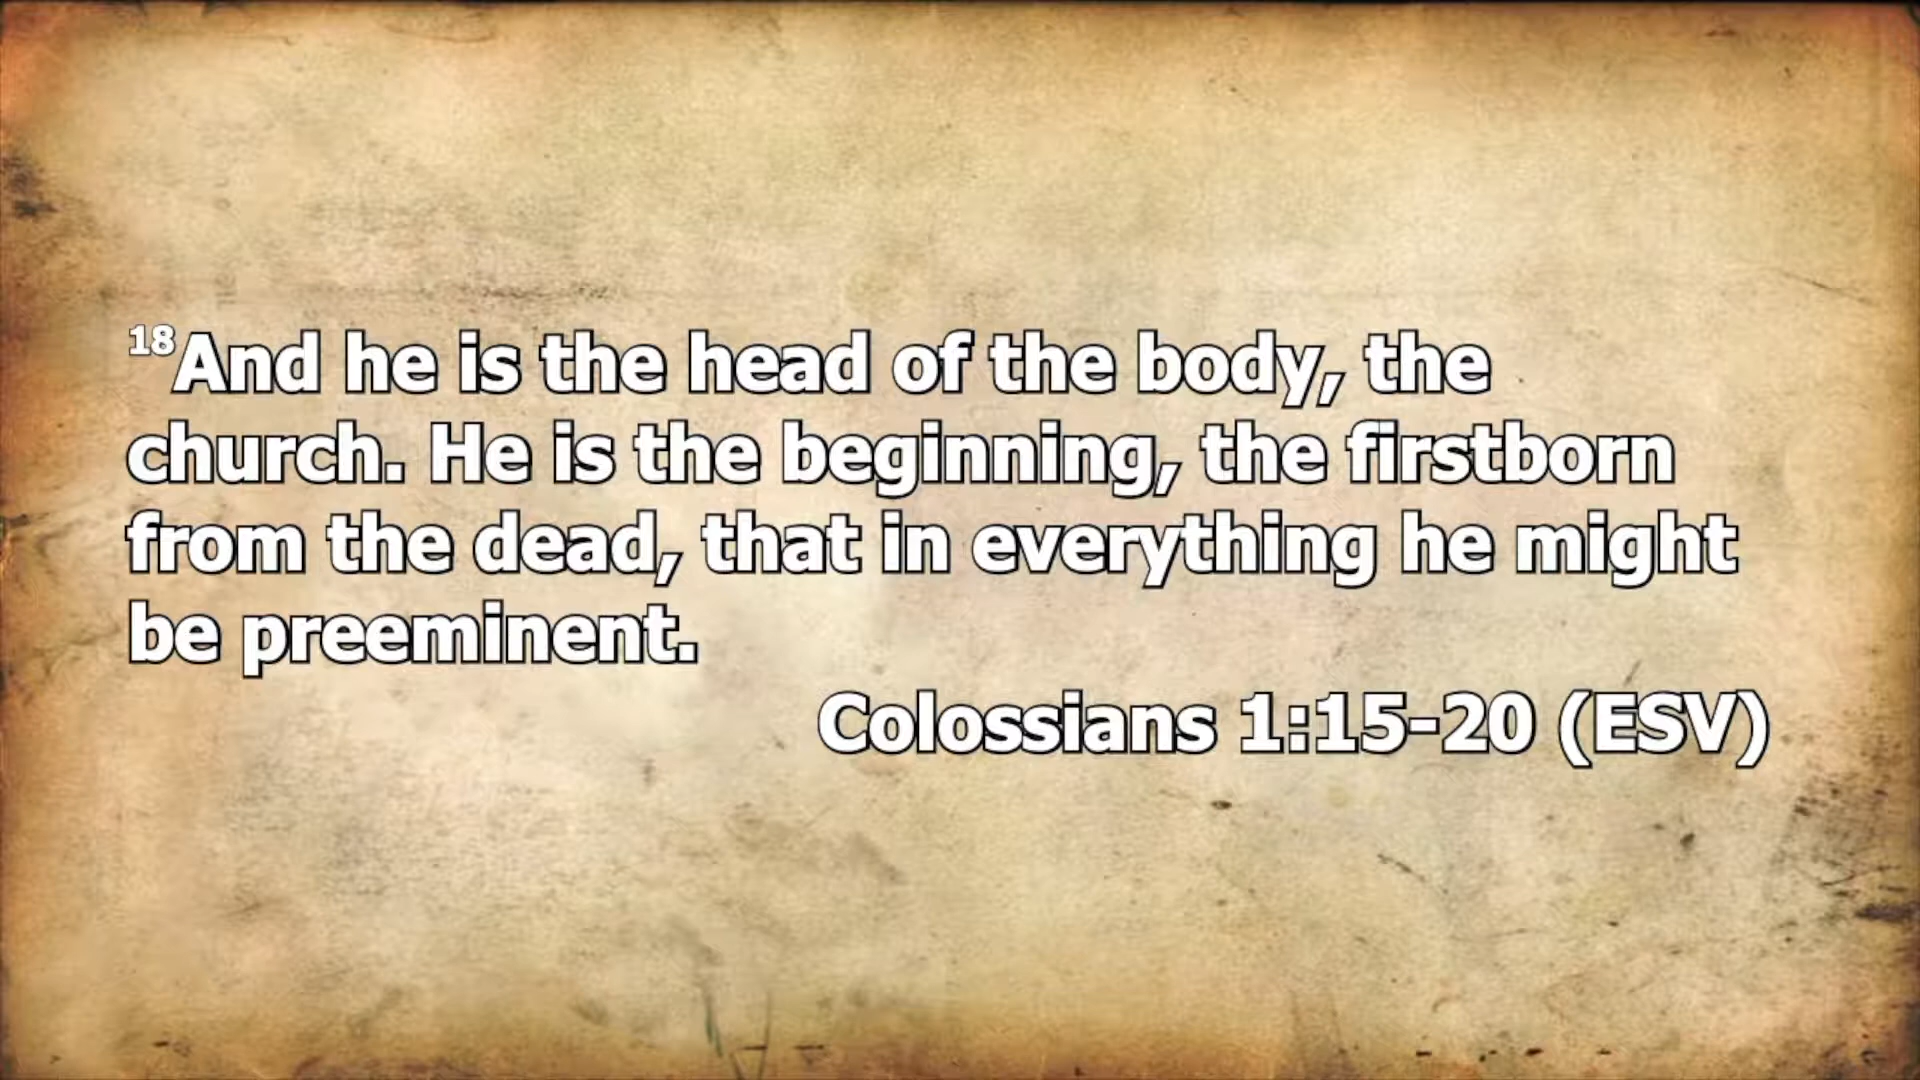 18And he is the head of the body, the
church. He is the beginning, the firstborn
from the dead, that in everything he might
be preeminent.
Colossians 1:15-20 (ESV)